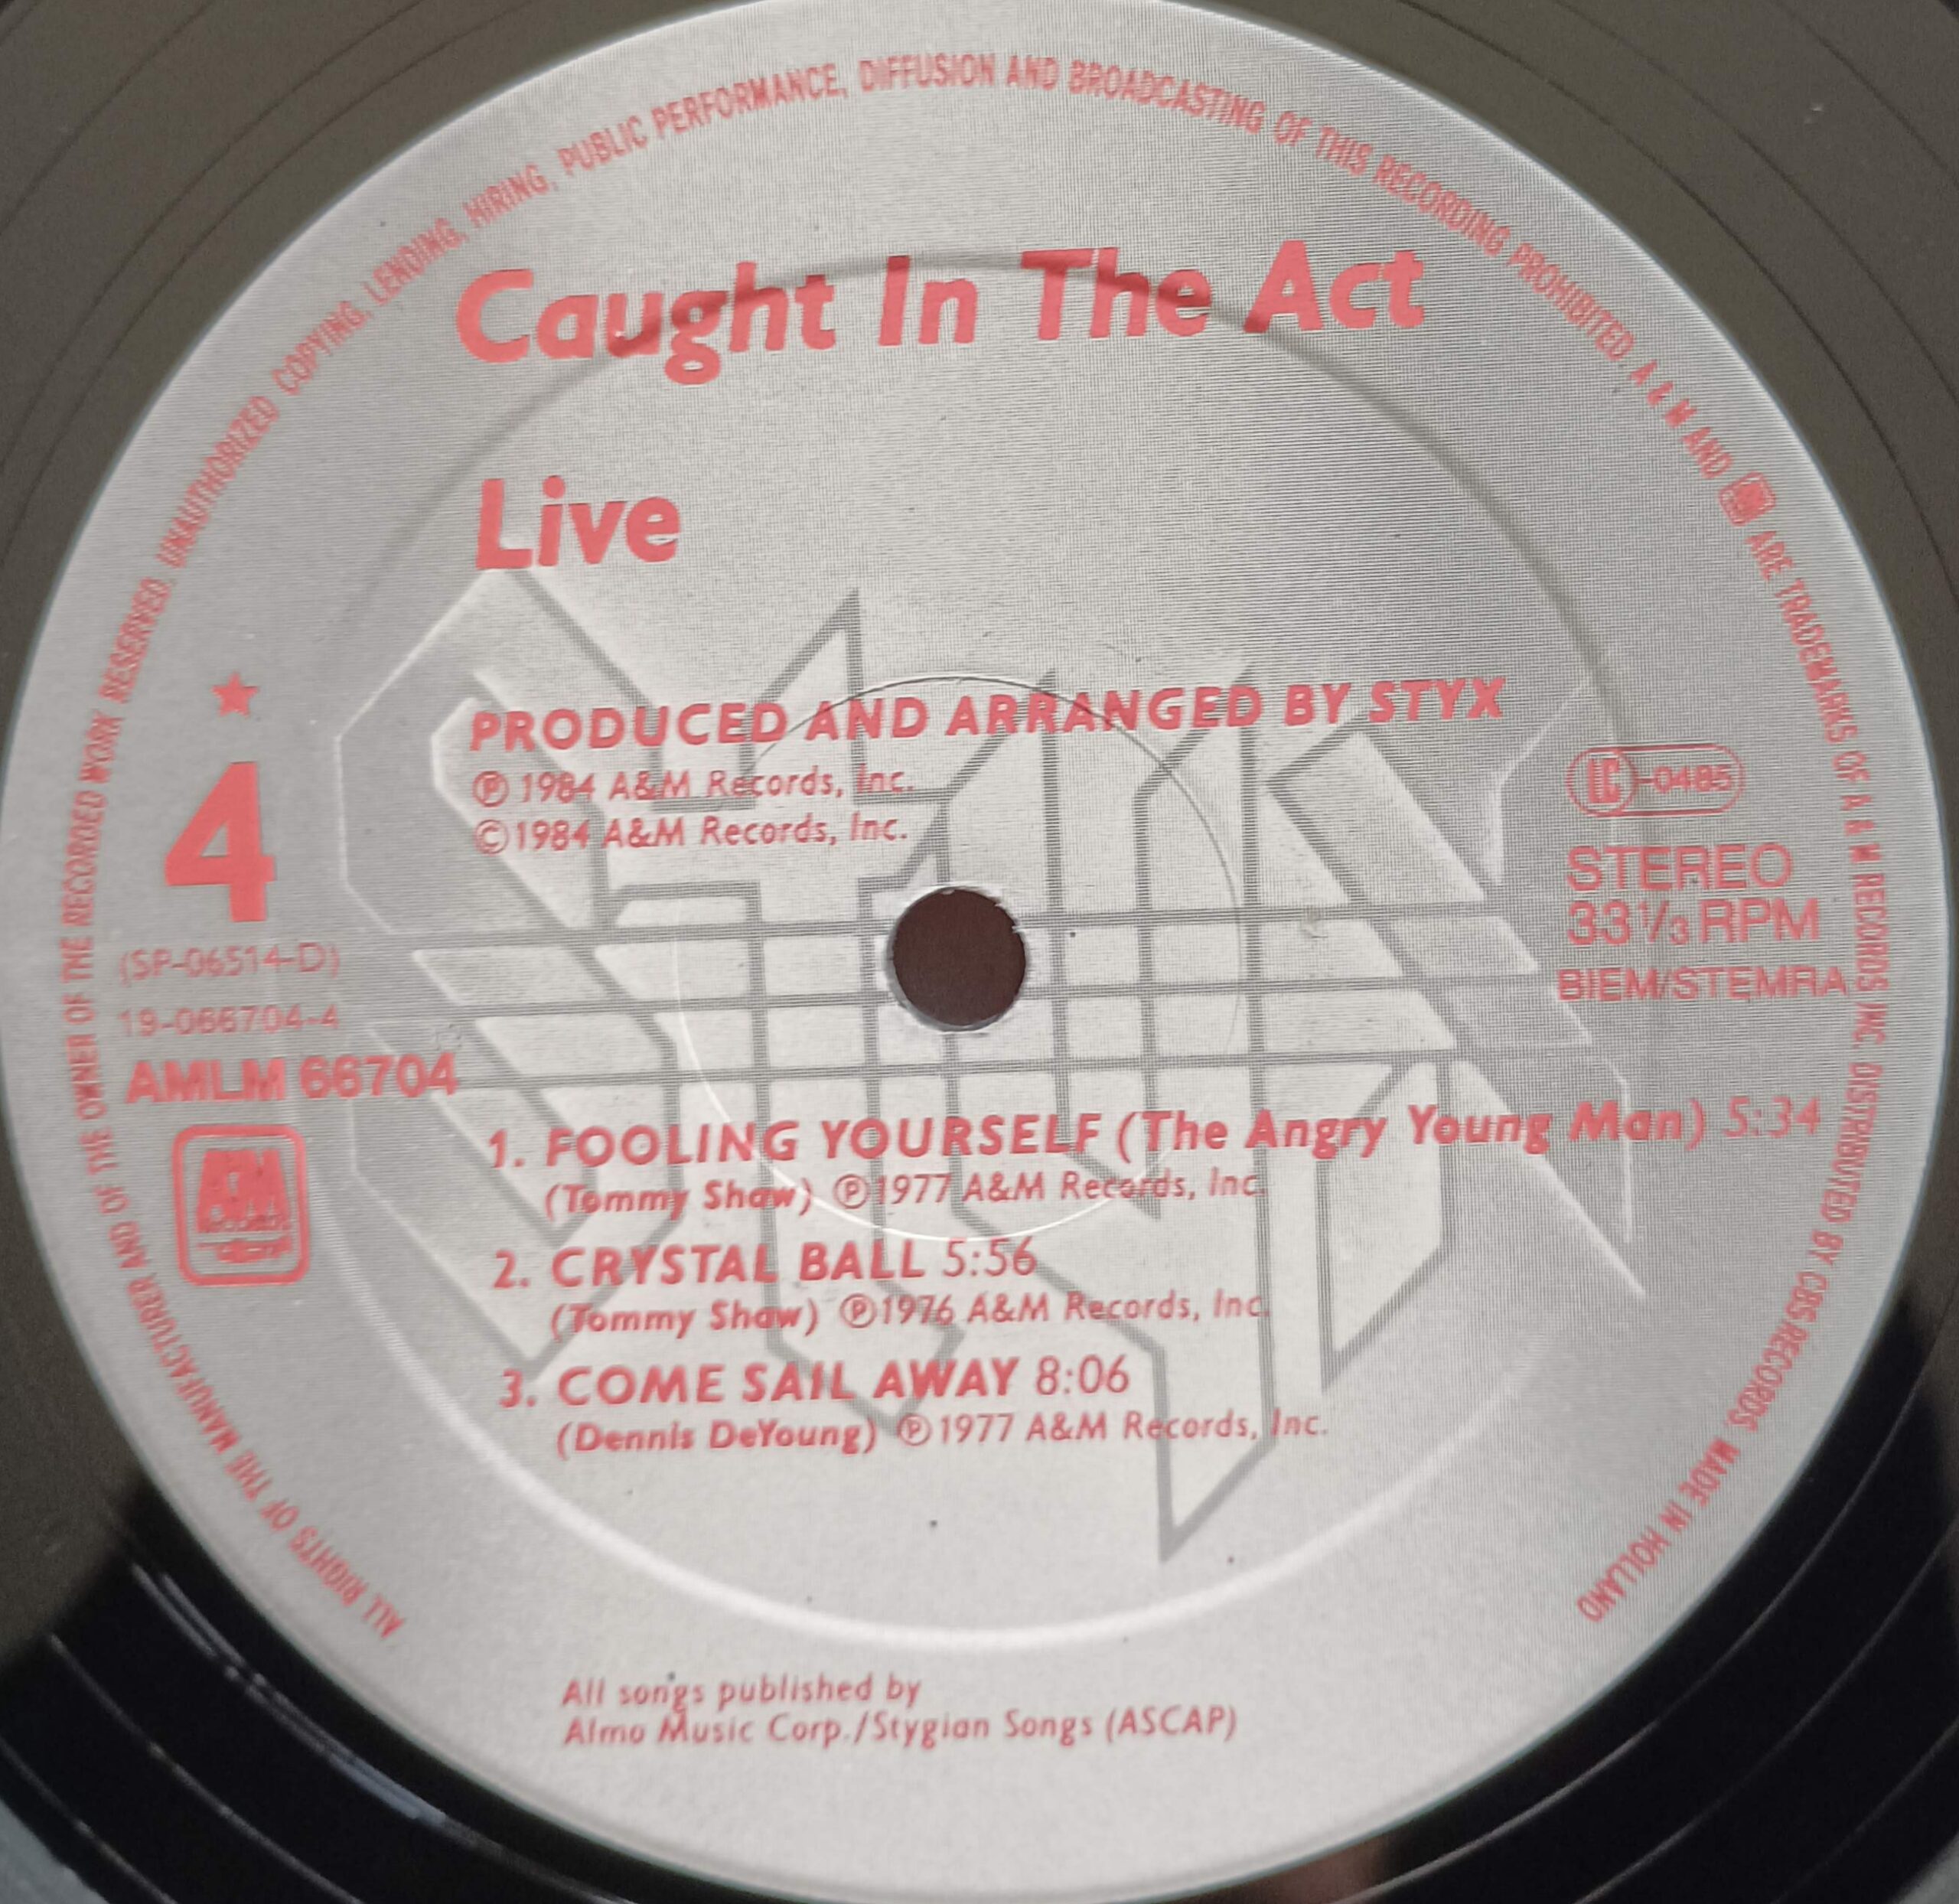 ALL RIGHTS OF THE MANUFACTURER AND OF THE OWNER OF THE RECORDED WORK RESERVED. UNAUTHORIZED COPYING, LENDING, HIRING, PUBLIC PERFORMANCE, DIFFUSION AND BROADCASTING OF THIS RECORDING PROHIBITED. A & M AND ARE TRADEMARKS OF A & M RECORDS INC. DISTRIBUTED BY CBS RECORDS. MADE IN HOLLAND
Caught In The Act
Live
PRODUCED AND ARRANGED BY STYX
℗ 1984 A&M Records, Inc.
©1984 A&M Records, Inc.
★
4
(SP-06514-D)
19-066704-4
AMLM 66704
A&M
RECORDS
LC-0485
STEREO
33⅓ RPM
BIEM/STEMRA
Styx
1. FOOLING YOURSELF (The Angry Young Man) 5:34
(Tommy Shaw) ℗1977 A&M Records, Inc.
2. CRYSTAL BALL 5:56
(Tommy Shaw) ℗1976 A&M Records, Inc.
3. COME SAIL AWAY 8:06
(Dennis DeYoung) ℗1977 A&M Records, Inc.
All songs published by
Almo Music Corp./Stygian Songs (ASCAP)